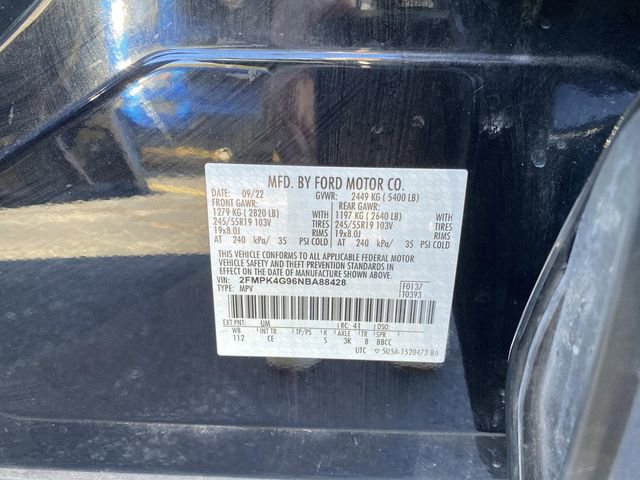 MFD. BY FORD MOTOR CO.
DATE: 09/22 GVWR: 2449 KG ( 5400 LB)
FRONT GAWR: REAR GAWR:
1279 KG ( 2820 LB) WITH 1197 KG ( 2640 LB) WITH
245/55R19 103V TIRES 245/55R19 103V TIRES
19x8.0J RIMS 19x8.0J RIMS
AT 240 kPa/ 35 PSI COLD AT 240 kPa/ 35 PSI COLD
THIS VEHICLE CONFORMS TO ALL APPLICABLE FEDERAL MOTOR
VEHICLE SAFETY AND THEFT PREVENTION STANDARDS IN
EFFECT ON THE DATE OF MANUFACTURE SHOWN ABOVE.
VIN: 2FMPK4G96NBA88428 F0137
TYPE: MPV T0393
EXT PNT: UM RC: 41 DSO:
WB INT TR TP/PS R AXLE TR SPR
112 CE S 3K 8 BBCC
UTC ▽ 5U5A-1520472-BA